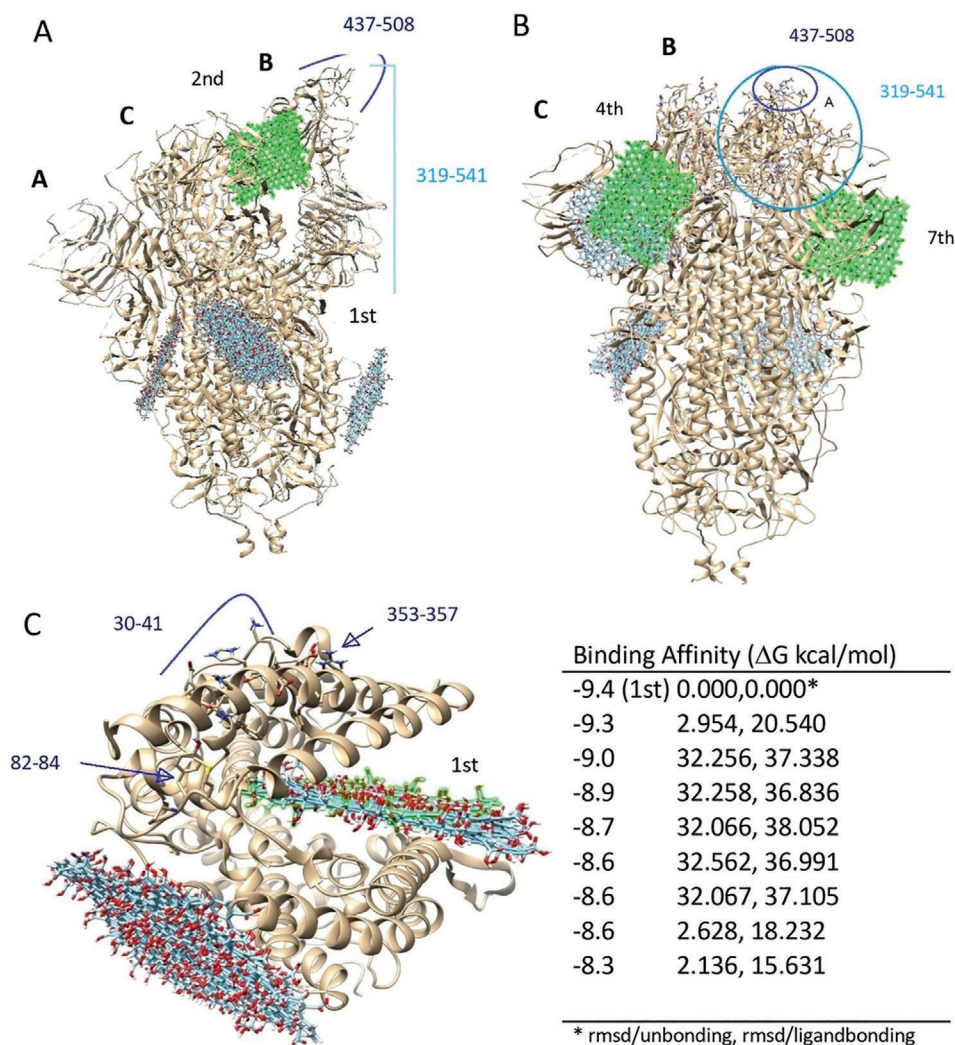 A
437-508
B
2nd
C
A
319-541
1st
B
437-508
B
C
4th
A
319-541
7th
C
30-41
353-357
82-84
1st
Binding Affinity (ΔG kcal/mol)
-9.4 (1st) 0.000,0.000*
-9.3 2.954, 20.540
-9.0 32.256, 37.338
-8.9 32.258, 36.836
-8.7 32.066, 38.052
-8.6 32.562, 36.991
-8.6 32.067, 37.105
-8.6 2.628, 18.232
-8.3 2.136, 15.631
* rmsd/unbonding, rmsd/ligandbonding